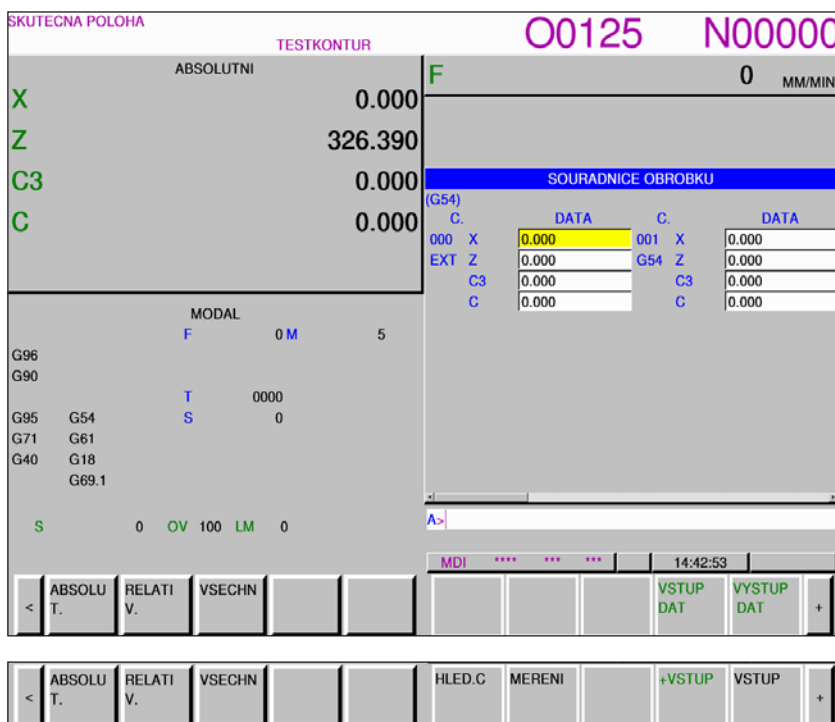 SKUTECNA POLOHA
TESTKONTUR
O0125 N00000
ABSOLUTNI
X 0.000
Z 326.390
C3 0.000
C 0.000
F 0 MM/MIN
SOURADNICE OBROBKU
(G54)
C. DATA C. DATA
000 X 0.000 001 X 0.000
EXT Z 0.000 G54 Z 0.000
C3 0.000 C3 0.000
C 0.000 C 0.000
MODAL
F 0 M 5
G96
G90
T 0000
G95 G54 S 0
G71 G61
G40 G18
G69.1
S 0 OV 100 LM 0
A>
MDI **** *** *** 14:42:53
< ABSOLU T. RELATI V. VSECHN VSTUP DAT VYSTUP DAT +
< ABSOLU T. RELATI V. VSECHN HLED.C MERENI +VSTUP VSTUP +